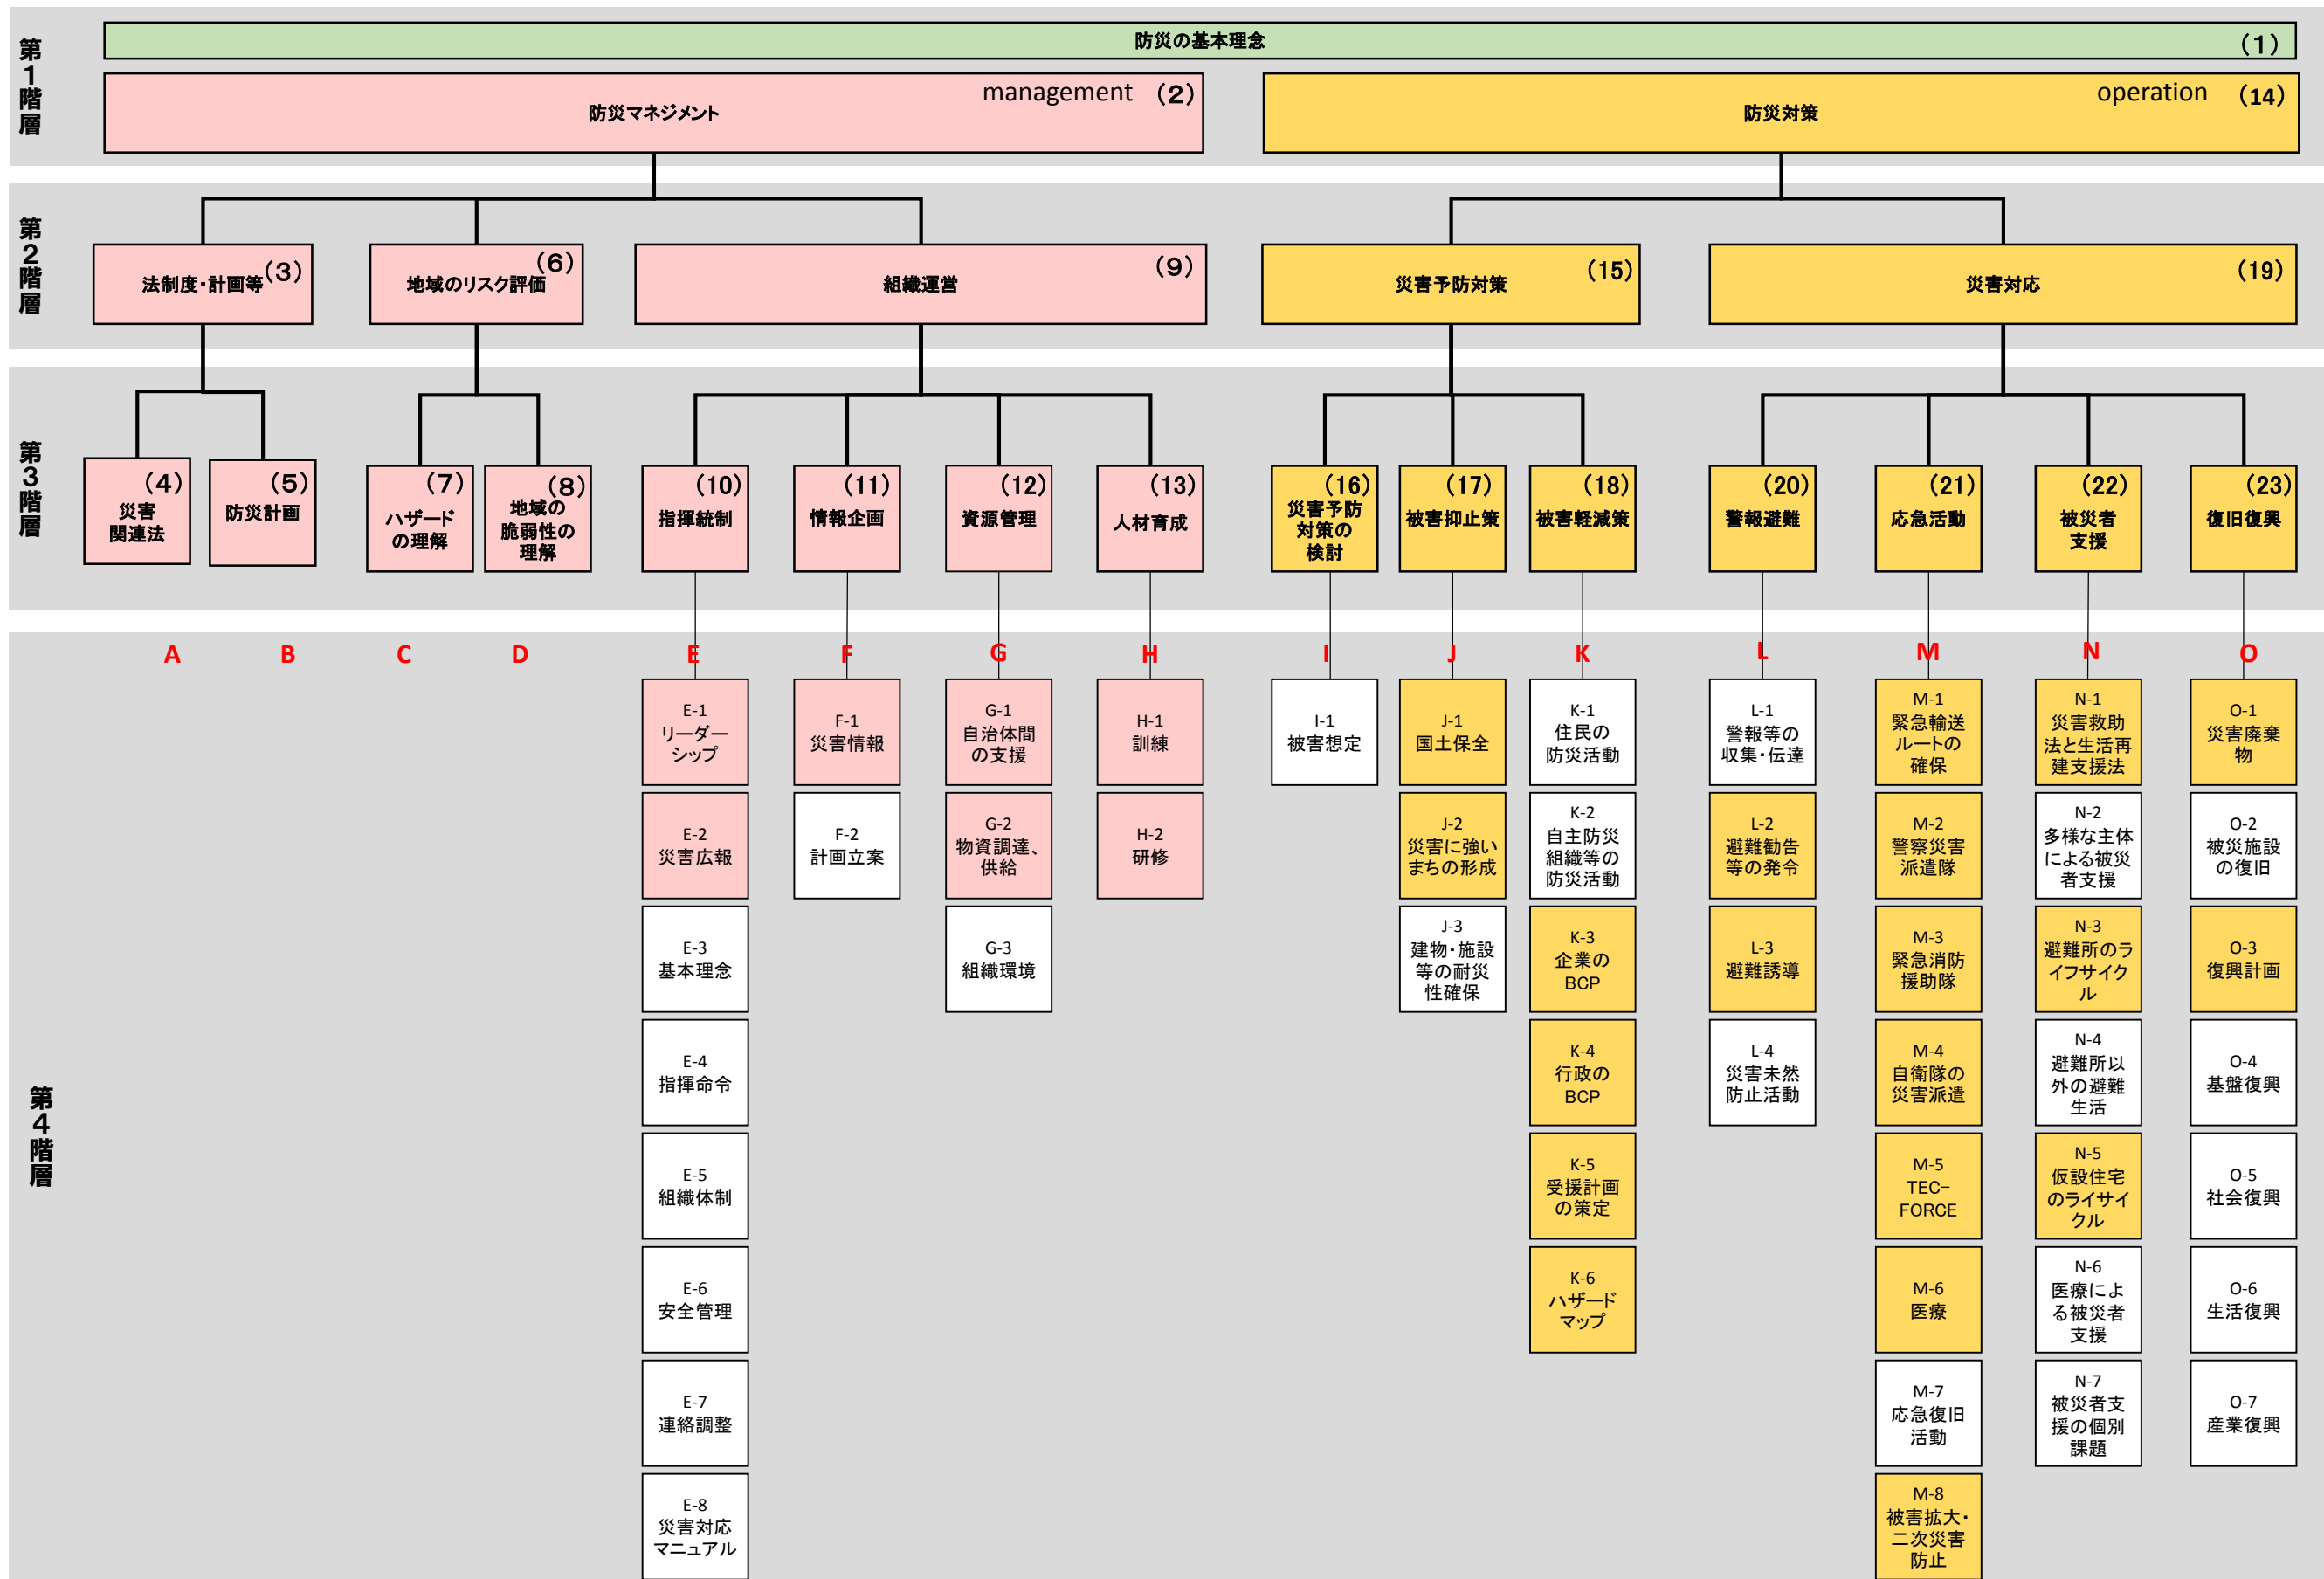 第1階層
防災の基本理念 (1)
防災マネジメント management (2)
防災対策 operation (14)
第2階層
法制度・計画等 (3)
地域のリスク評価 (6)
組織運営 (9)
災害予防対策 (15)
災害対応 (19)
第3階層
(4)
災害
関連法
(5)
防災計画
(7)
ハザード
の理解
(8)
地域の
脆弱性の
理解
(10)
指揮統制
(11)
情報企画
(12)
資源管理
(13)
人材育成
(16)
災害予防
対策の
検討
(17)
被害抑止策
(18)
被害軽減策
(20)
警報避難
(21)
応急活動
(22)
被災者
支援
(23)
復旧復興
第4階層
A B C D E F G H I J K L M N O
E-1
リーダー
シップ
E-2
災害広報
E-3
基本理念
E-4
指揮命令
E-5
組織体制
E-6
安全管理
E-7
連絡調整
E-8
災害対応
マニュアル
F-1
災害情報
F-2
計画立案
G-1
自治体間
の支援
G-2
物資調達、
供給
G-3
組織環境
H-1
訓練
H-2
研修
I-1
被害想定
J-1
国土保全
J-2
災害に強い
まちの形成
J-3
建物・施設
等の耐災
性確保
K-1
住民の
防災活動
K-2
自主防災
組織等の
防災活動
K-3
企業の
BCP
K-4
行政の
BCP
K-5
受援計画
の策定
K-6
ハザード
マップ
L-1
警報等の
収集・伝達
L-2
避難勧告
等の発令
L-3
避難誘導
L-4
災害未然
防止活動
M-1
緊急輸送
ルートの
確保
M-2
警察災害
派遣隊
M-3
緊急消防
援助隊
M-4
自衛隊の
災害派遣
M-5
TEC-
FORCE
M-6
医療
M-7
応急復旧
活動
M-8
被害拡大・
二次災害
防止
N-1
災害救助
法と生活再
建支援法
N-2
多様な主体
による被災
者支援
N-3
避難所のラ
イフサイク
ル
N-4
避難所以
外の避難
生活
N-5
仮設住宅
のライサイ
クル
N-6
医療によ
る被災者
支援
N-7
被災者支
援の個別
課題
O-1
災害廃棄
物
O-2
被災施設
の復旧
O-3
復興計画
O-4
基盤復興
O-5
社会復興
O-6
生活復興
O-7
産業復興